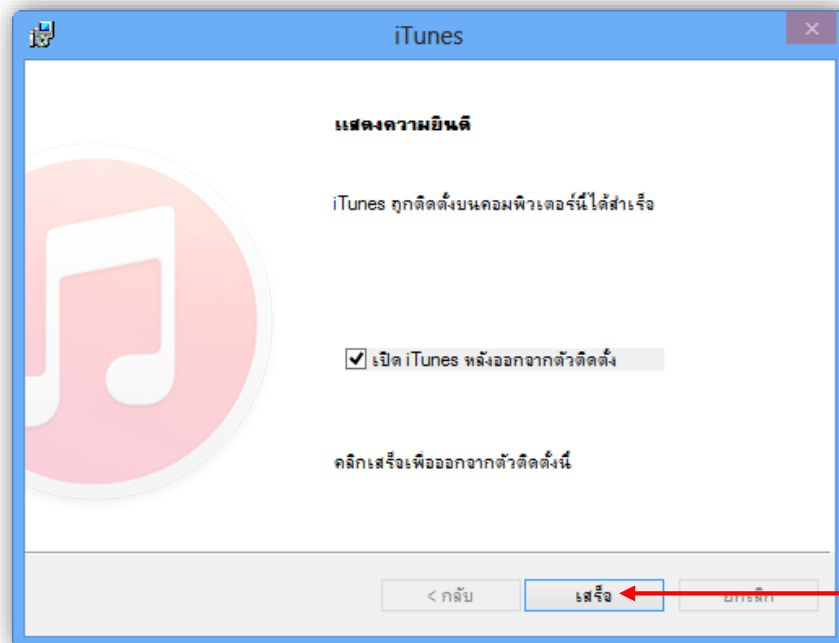 iTunes
แสดงความยินดี
iTunes ถูกติดตั้งบนคอมพิวเตอร์นี้ได้สำเร็จ
เปิด iTunes หลังออกจากตัวติดตั้ง
คลิกเสร็จเพื่อออกจากตัวติดตั้งนี้
< กลับ
เสร็จ
ยกเลิก